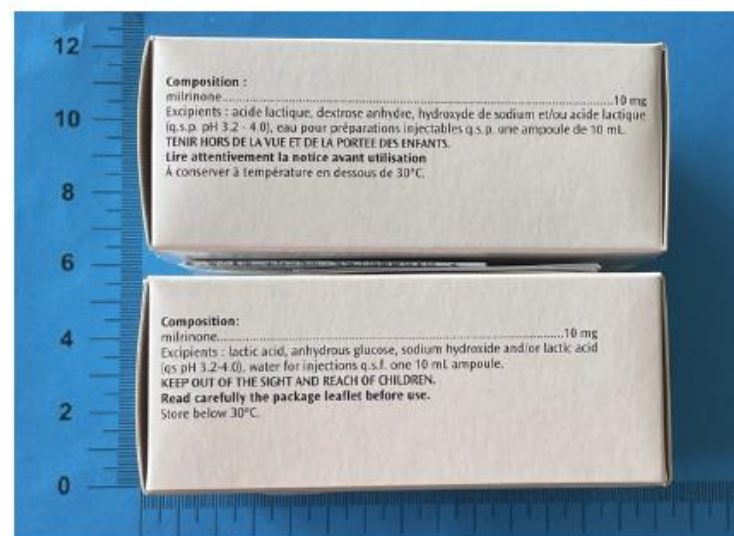 12
10
8
6
4
2
0
Composition :
milrinone..............................10 mg
Excipients : acide lactique, dextrose anhydre, hydroxyde de sodium et/ou acide lactique
(q.s.p. pH 3.2 - 4.0), eau pour préparations injectables q.s.p. une ampoule de 10 mL.
TENIR HORS DE LA VUE ET DE LA PORTEE DES ENFANTS.
Lire attentivement la notice avant utilisation
À conserver à température en dessous de 30°C.
Composition:
milrinone..............................10 mg
Excipients : lactic acid, anhydrous glucose, sodium hydroxide and/or lactic acid
(qs pH 3.2-4.0), water for injections q.s.f. one 10 mL ampoule.
KEEP OUT OF THE SIGHT AND REACH OF CHILDREN.
Read carefully the package leaflet before use.
Store below 30°C.